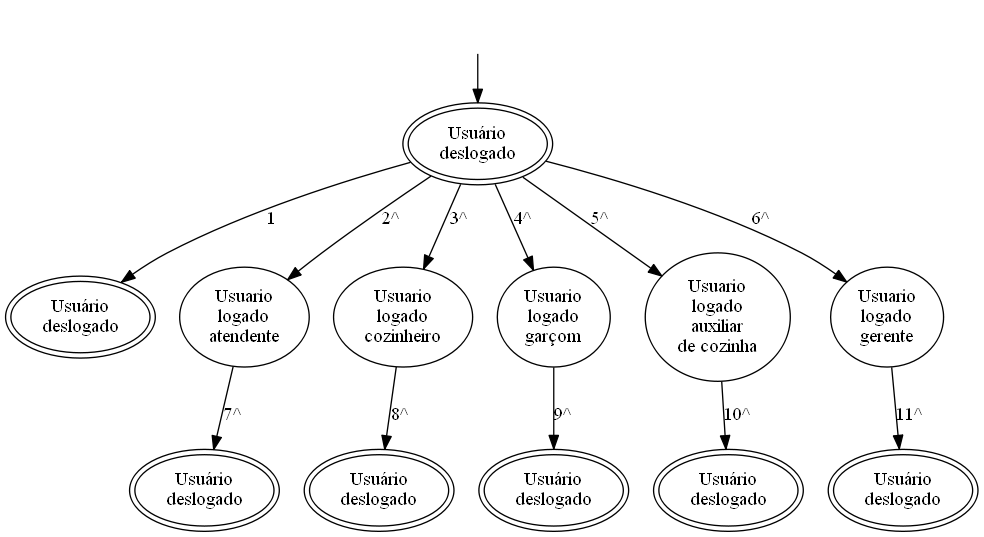 Usuário
deslogado
1
2^
3^
4^
5^
6^
Usuário
deslogado
Usuario
logado
atendente
Usuario
logado
cozinheiro
Usuario
logado
garçom
Usuario
logado
auxiliar
de cozinha
Usuario
logado
gerente
7^
8^
9^
10^
11^
Usuário
deslogado
Usuário
deslogado
Usuário
deslogado
Usuário
deslogado
Usuário
deslogado